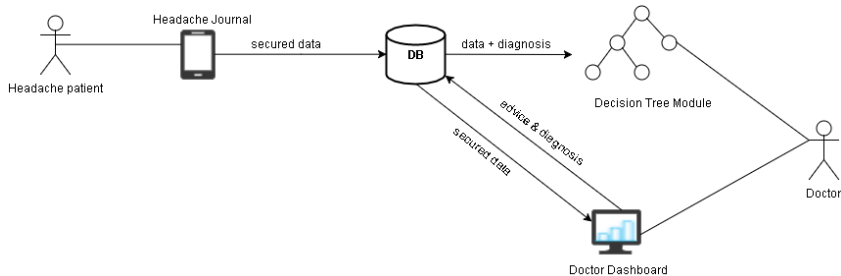 Headache Journal
secured data
DB
data + diagnosis
Headache patient
Decision Tree Module
advice & diagnosis
secured data
Doctor
Doctor Dashboard